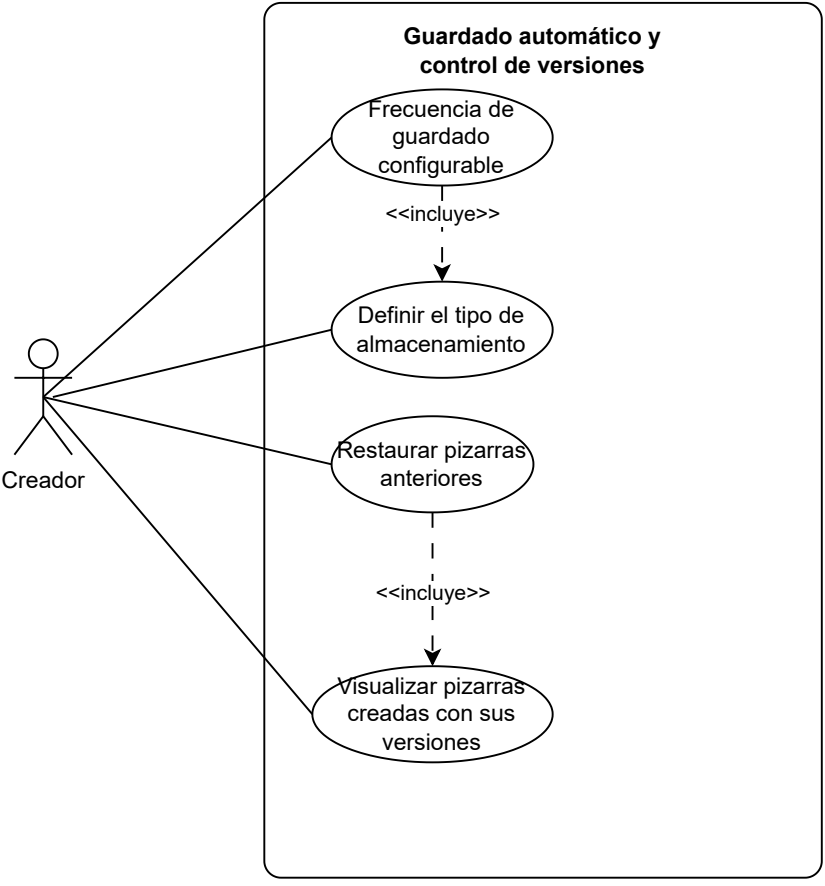 Guardado automático y
control de versiones
Frecuencia de
guardado
configurable
<<incluye>>
Definir el tipo de
almacenamiento
Restaurar pizarras
anteriores
Creador
<<incluye>>
Visualizar pizarras
creadas con sus
versiones